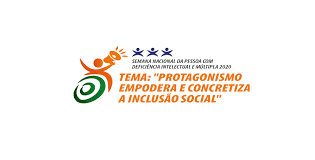 SEMANA NACIONAL DA PESSOA COM
DEFICIÊNCIA INTELECTUAL E MÚLTIPLA 2020
TEMA: "PROTAGONISMO
EMPODERA E CONCRETIZA
A INCLUSÃO SOCIAL"